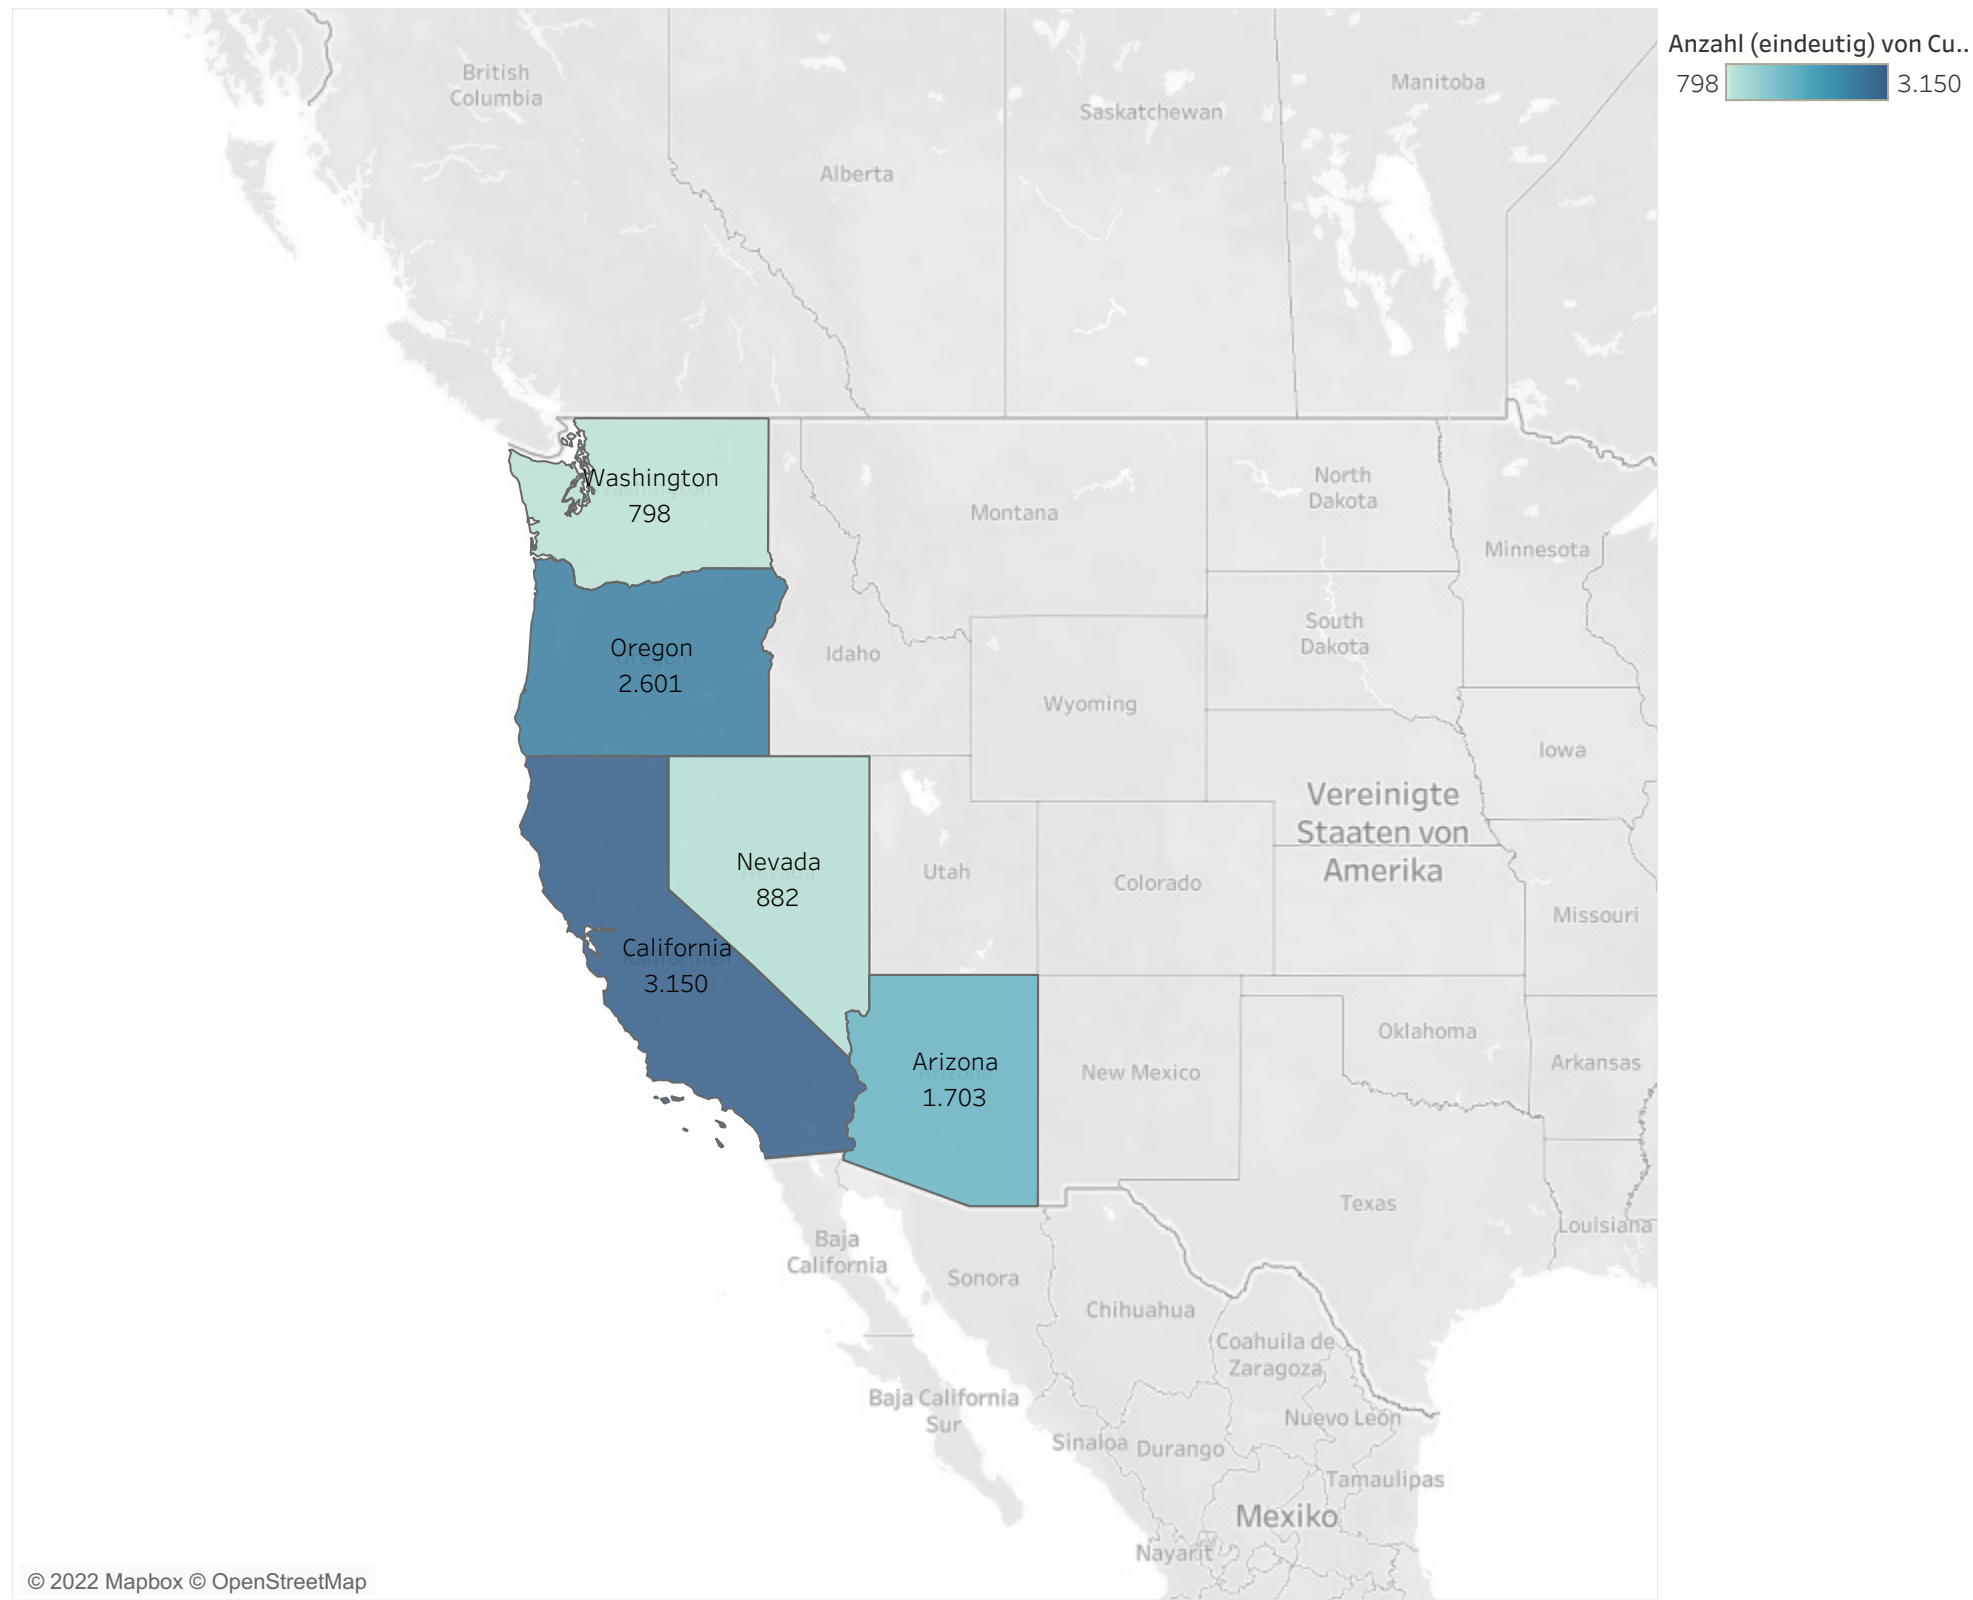 Anzahl (eindeutig) von Cu..
798
3.150
British
Columbia
Alberta
Saskatchewan
Manitoba
Washington
798
Montana
North
Dakota
Minnesota
Oregon
2.601
Idaho
South
Dakota
Wyoming
Iowa
Vereinigte
Staaten von
Amerika
Nevada
882
Utah
Colorado
Missouri
California
3.150
Arizona
1.703
New Mexico
Oklahoma
Arkansas
Texas
Louisiana
Baja
California
Sonora
Chihuahua
Coahuila de
Zaragoza
Baja California
Sur
Nuevo León
Sinaloa
Durango
Tamaulipas
Mexiko
Nayarit
© 2022 Mapbox © OpenStreetMap